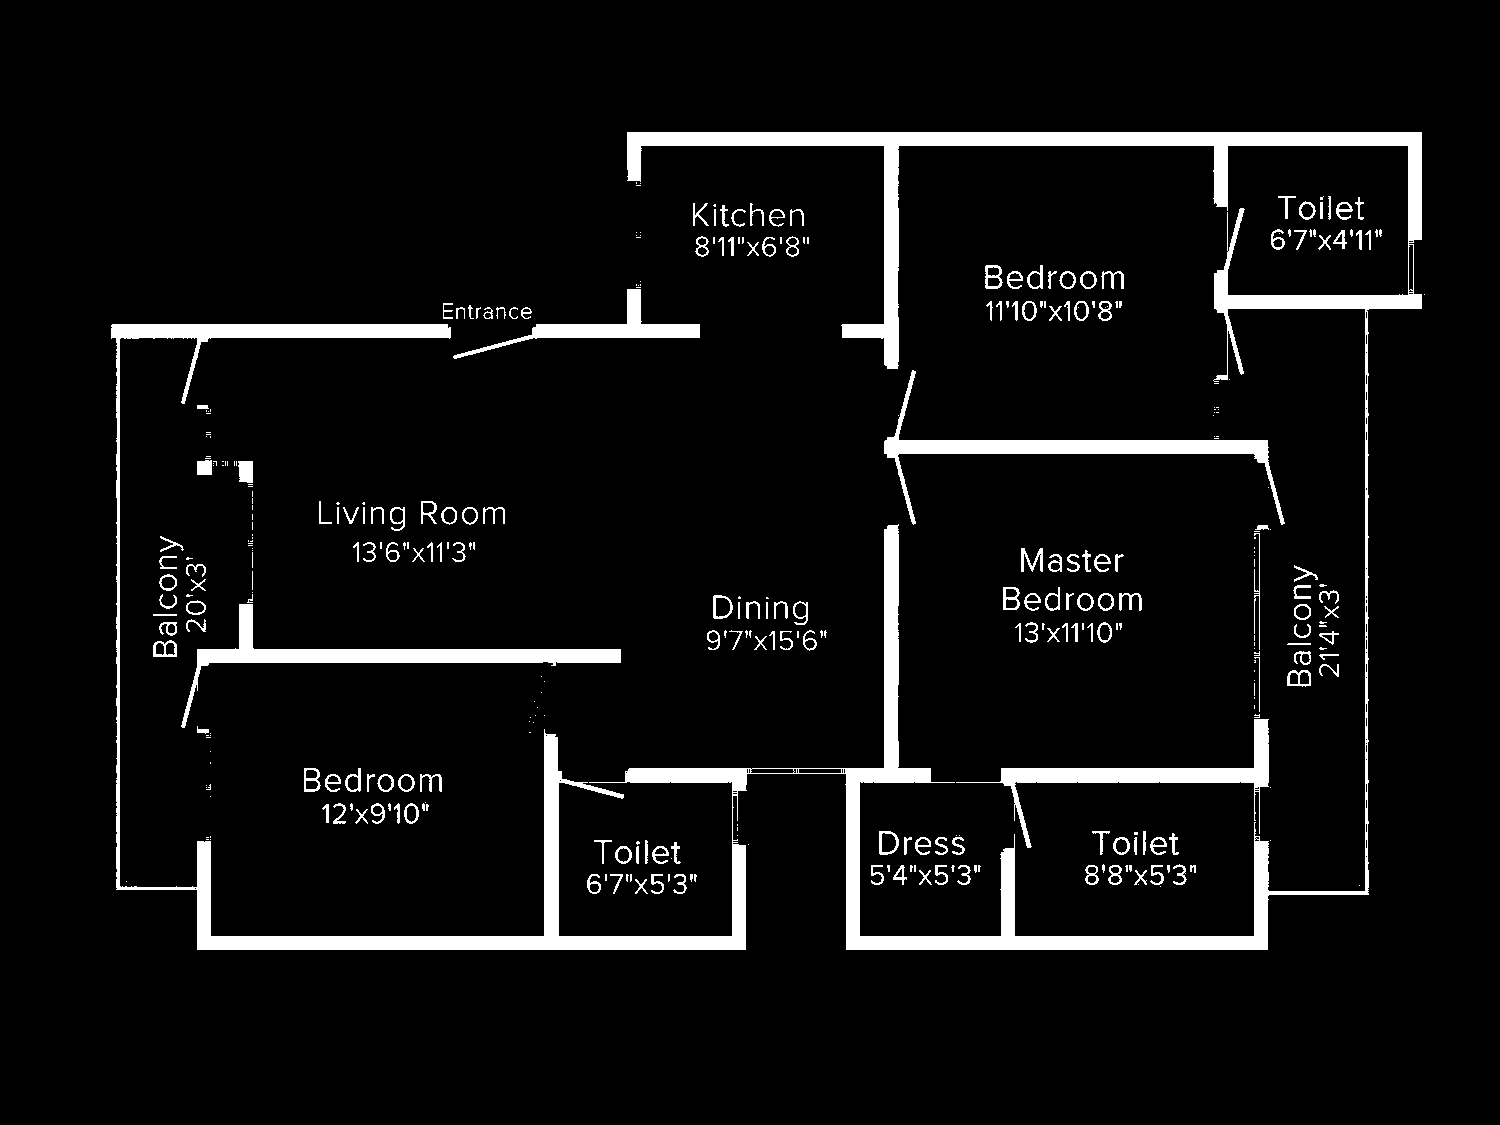 Kitchen
8'11"x6'8"
Toilet
6'7"x4'11"
Bedroom
11'10"x10'8"
Entrance
Living Room
13'6"x11'3"
Balcony
20'x3'
Dining
9'7"x15'6"
Master
Bedroom
13'x11'10"
Balcony
21'4"x3'
Bedroom
12'x9'10"
Toilet
6'7"x5'3"
Dress
5'4"x5'3"
Toilet
8'8"x5'3"